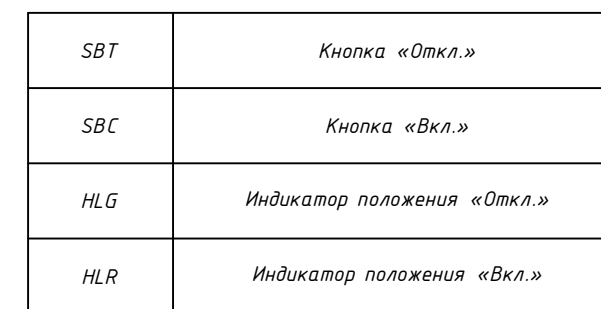 SBT Кнопка «Откл.»
SBC Кнопка «Вкл.»
HLG Индикатор положения «Откл.»
HLR Индикатор положения «Вкл.»